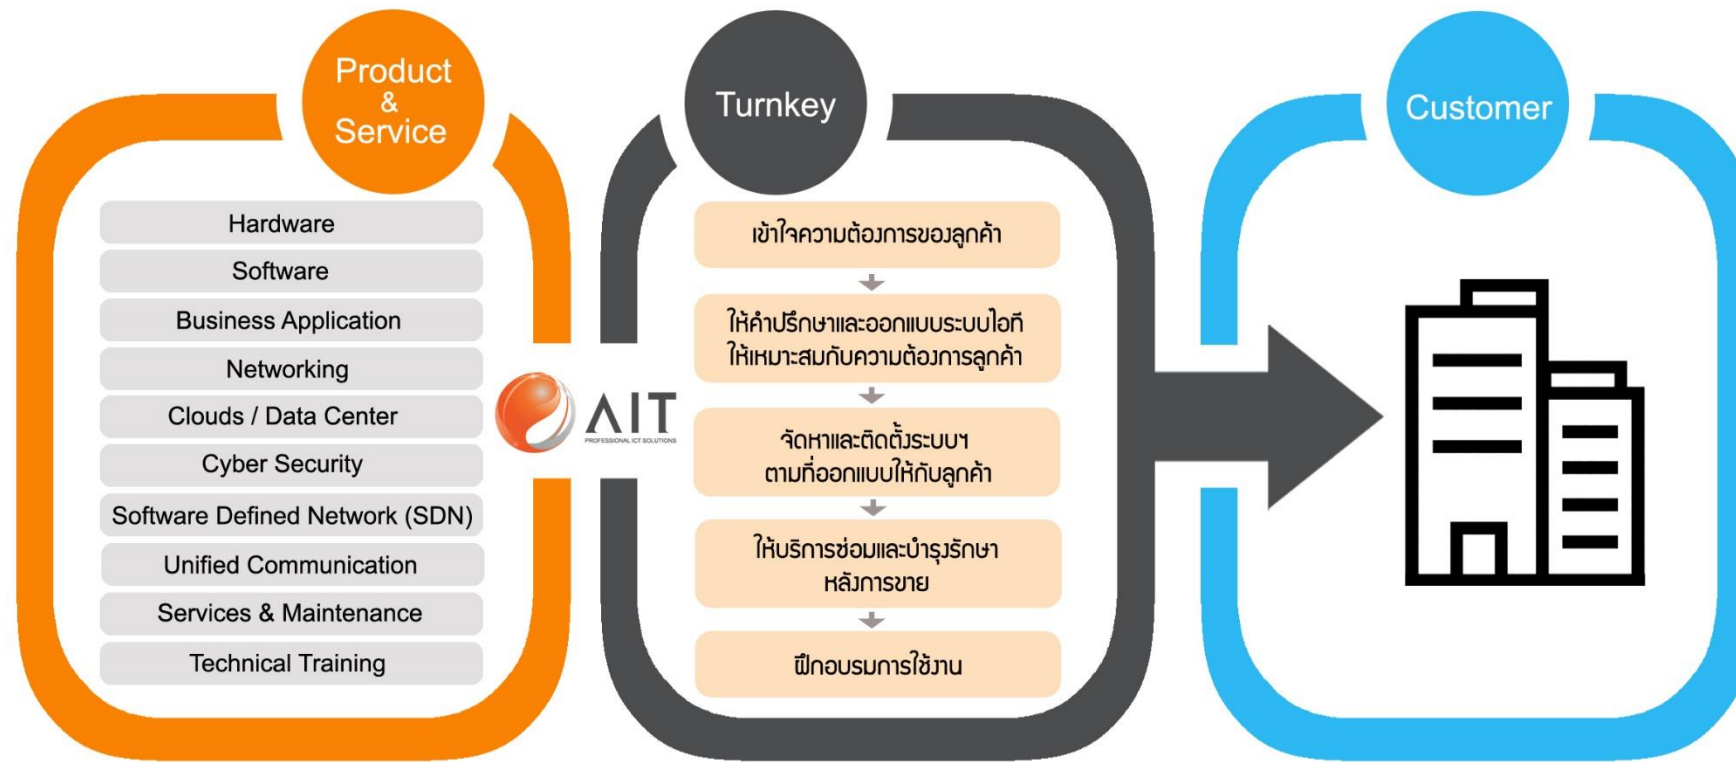 Product
&
Service
Hardware
Software
Business Application
Networking
Clouds / Data Center
Cyber Security
Software Defined Network (SDN)
Unified Communication
Services & Maintenance
Technical Training
AIT
PROFESSIONAL ICT SOLUTIONS
Turnkey
เข้าใจความต้องการของลูกค้า
ให้คำปรึกษาและออกแบบระบบไอที
ให้เหมาะสมกับความต้องการลูกค้า
จัดหาและติดตั้งระบบฯ
ตามที่ออกแบบให้กับลูกค้า
ให้บริการซ่อมและบำรุงรักษา
หลังการขาย
ฝึกอบรมการใช้งาน
Customer